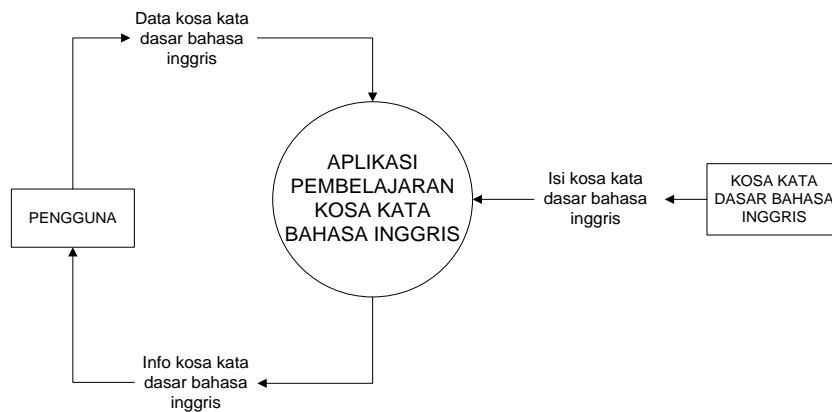 Data kosa kata
dasar bahasa
inggris
APLIKASI
PEMBELAJARAN
KOSA KATA
BAHASA INGGRIS
Isi kosa kata
dasar bahasa
inggris
KOSA KATA
DASAR BAHASA
INGGRIS
PENGGUNA
Info kosa kata
dasar bahasa
inggris